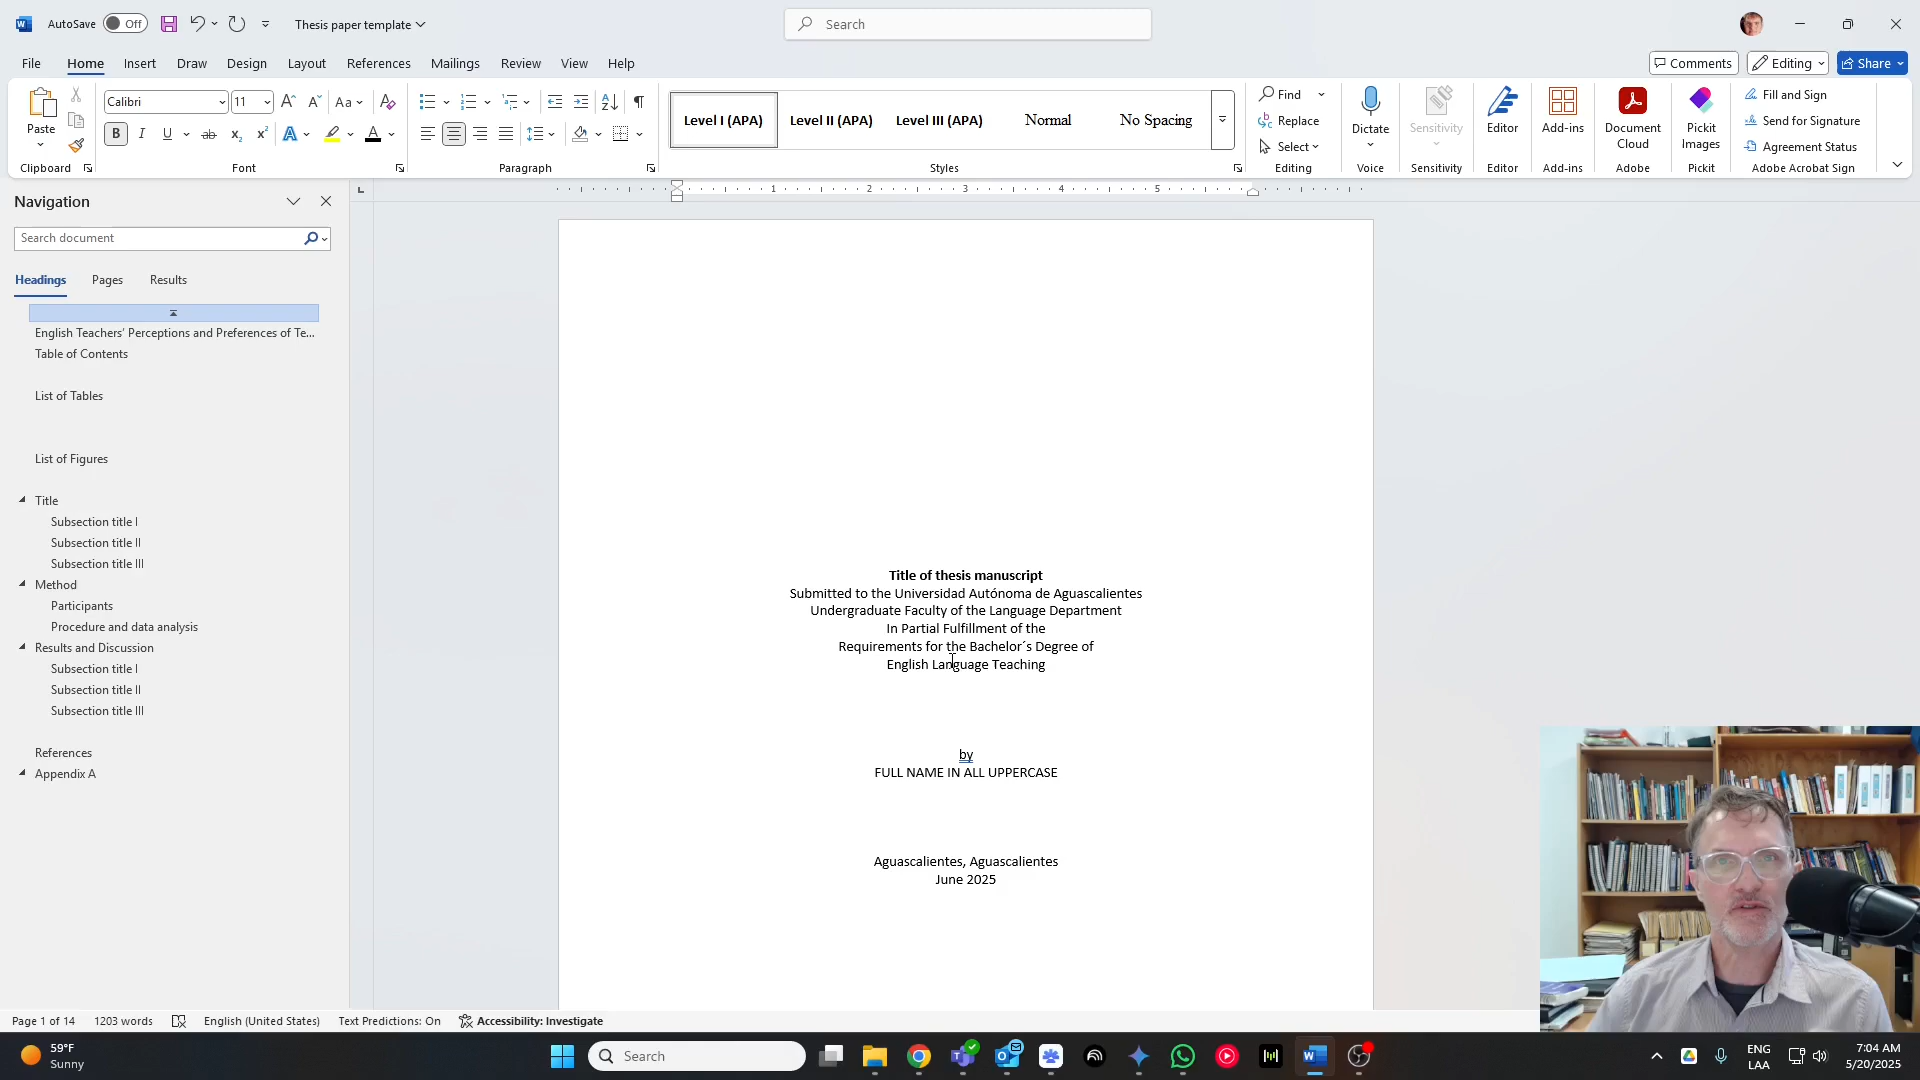 AutoSave Off Thesis paper template Search
File Home Insert Draw Design Layout References Mailings Review View Help Comments Editing Share
Paste
Clipboard
Calibri 11
Font
Paragraph
Level I (APA) Level II (APA) Level III (APA) Normal No Spacing
Styles
Find
Replace
Select
Editing
Dictate
Voice
Sensitivity
Sensitivity
Editor
Editor
Add-ins
Add-ins
Document Cloud
Adobe
Pickit Images
Pickit
Fill and Sign
Send for Signature
Agreement Status
Adobe Acrobat Sign
Navigation
Search document
Headings Pages Results
English Teachers' Perceptions and Preferences of Te...
Table of Contents
List of Tables
List of Figures
Title
Subsection title I
Subsection title II
Subsection title III
Method
Participants
Procedure and data analysis
Results and Discussion
Subsection title I
Subsection title II
Subsection title III
References
Appendix A
1 2 3 4 5
Title of thesis manuscript
Submitted to the Universidad Autónoma de Aguascalientes
Undergraduate Faculty of the Language Department
In Partial Fulfillment of the
Requirements for the Bachelor´s Degree of
English Language Teaching
by
FULL NAME IN ALL UPPERCASE
Aguascalientes, Aguascalientes
June 2025
Page 1 of 14 1203 words English (United States) Text Predictions: On Accessibility: Investigate
59°F
Sunny
Search
ENG
LAA
7:04 AM
5/20/2025